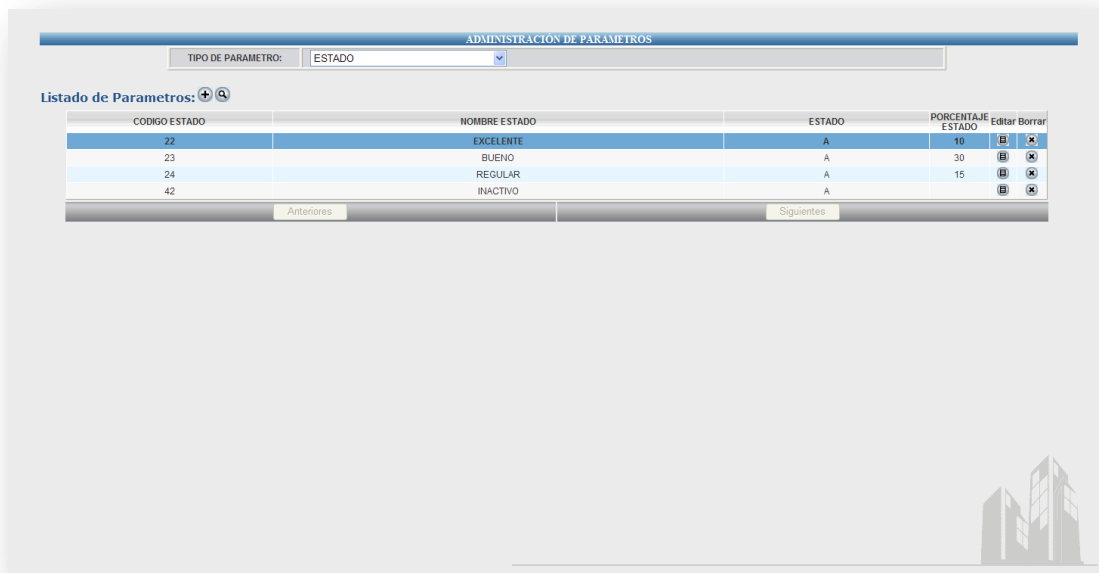 ADMINISTRACIÓN DE PARAMETROS
TIPO DE PARAMETRO: ESTADO
Listado de Parametros:
CODIGO ESTADO NOMBRE ESTADO ESTADO PORCENTAJE ESTADO Editar Borrar
22 EXCELENTE A 10
23 BUENO A 30
24 REGULAR A 15
42 INACTIVO A
Anteriores Siguientes